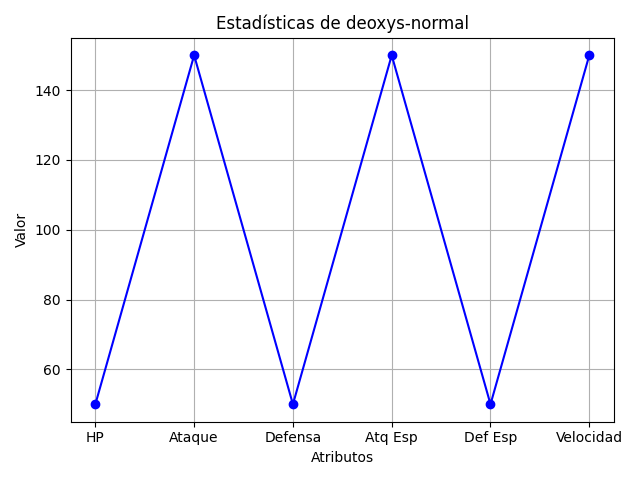 Estadísticas de deoxys-normal
Valor
140
120
100
80
60
HP Ataque Defensa Atq Esp Def Esp Velocidad
Atributos